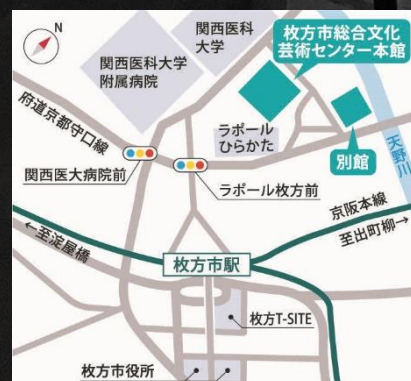 N
関西医科
大学
枚方市総合文化
芸術センター本館
関西医科大学
附属病院
府道京都守口線
ラポール
ひらかた
別館
天野川
関西医大病院前
ラポール枚方前
京阪本線
至出町柳→
←至淀屋橋
枚方市駅
枚方T-SITE
枚方市役所